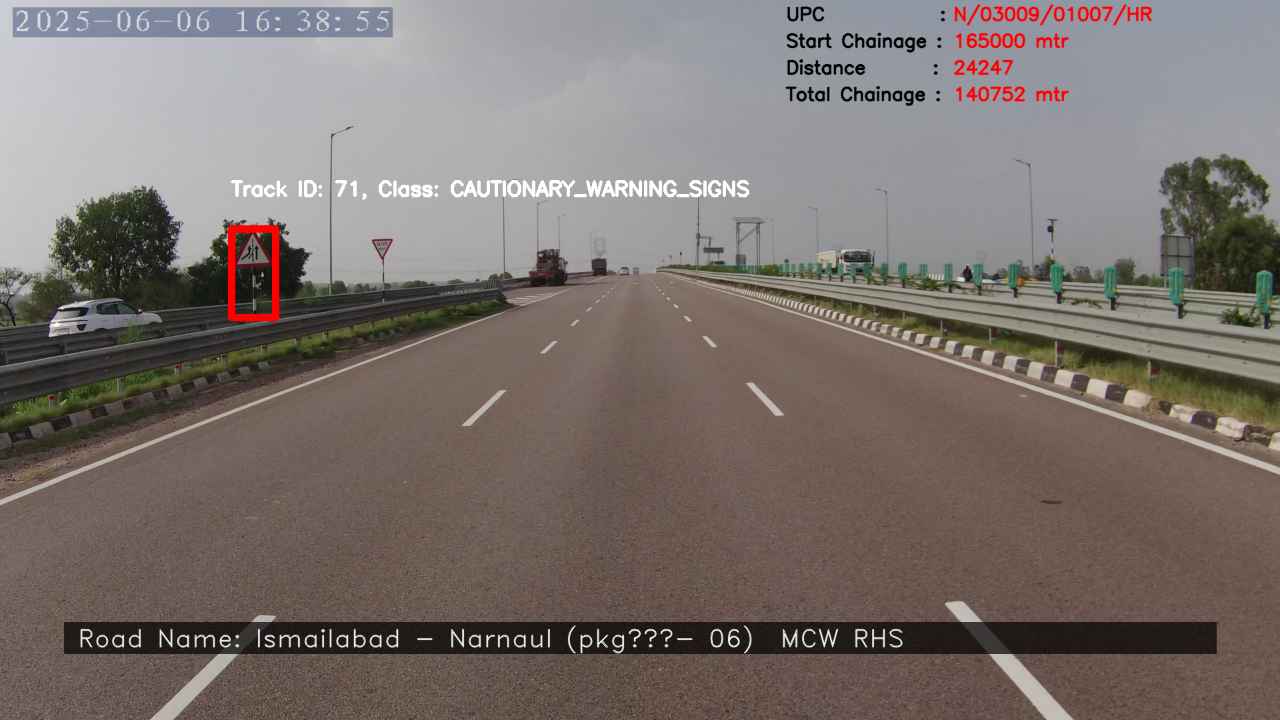 2025-06-06 16:38:55
UPC : N/03009/01007/HR
Start Chainage : 165000 mtr
Distance : 24247
Total Chainage : 140752 mtr
Track ID: 71, Class: CAUTIONARY_WARNING_SIGNS
Road Name: Ismailabad - Narnaul (pkg???- 06) MCW RHS